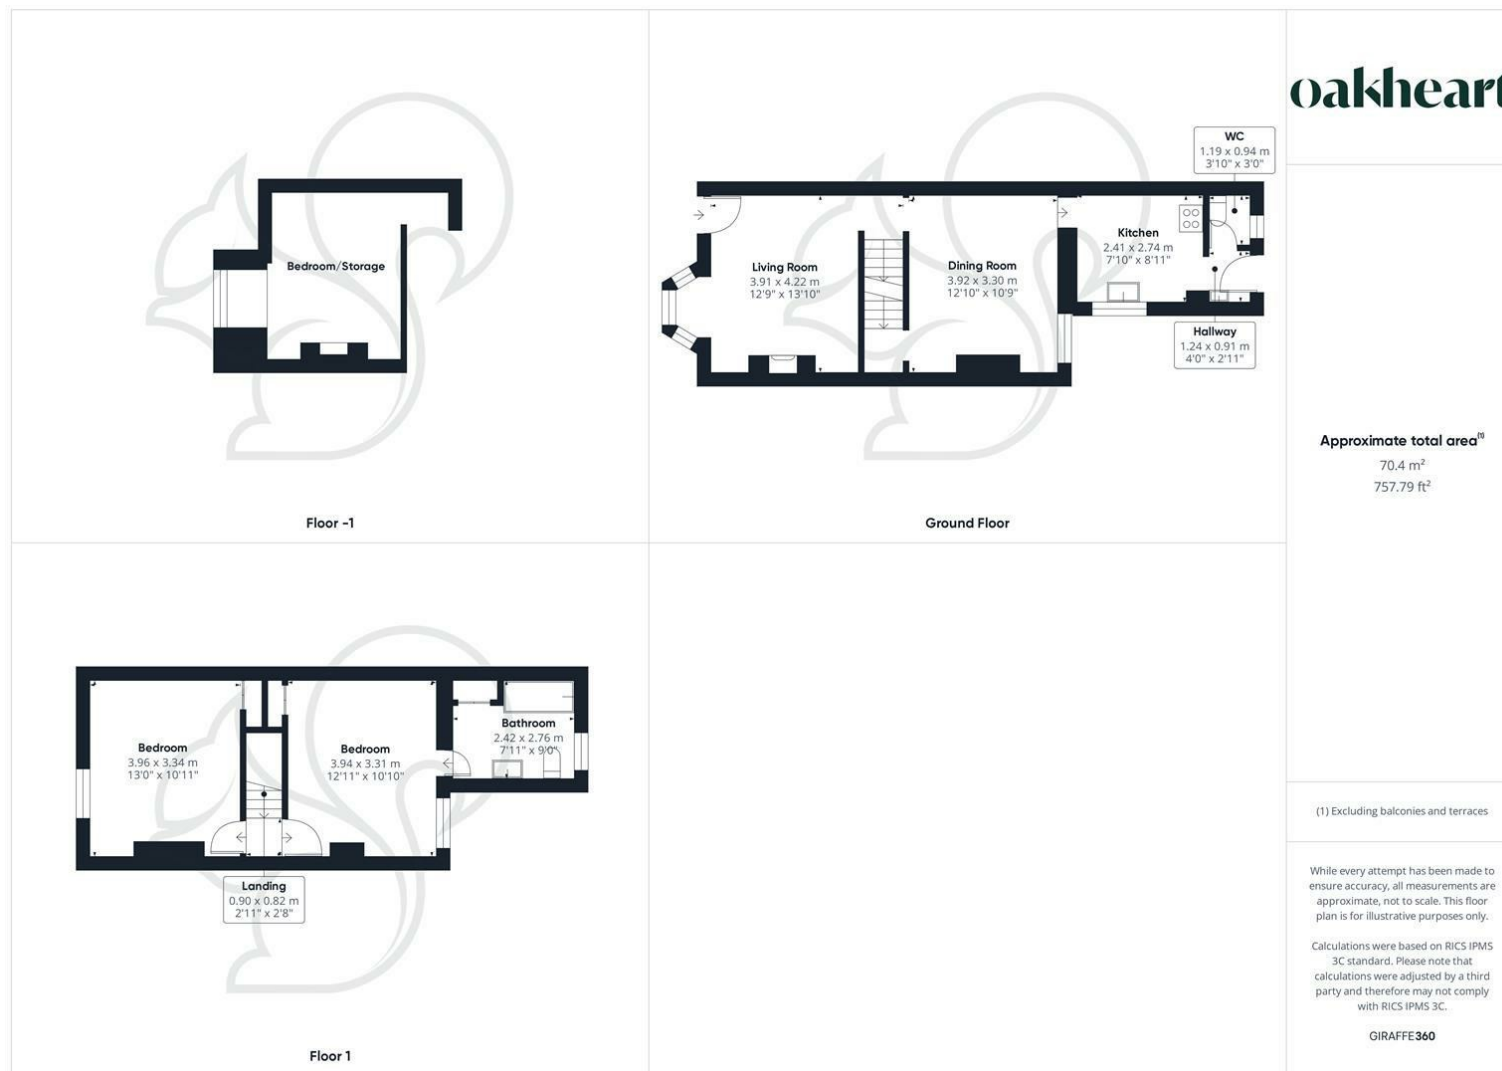 oakheart
WC
1.19 x 0.94 m
3'10" x 3'0"
Bedroom/Storage
Living Room
3.91 x 4.22 m
12'9" x 13'10"
Dining Room
3.92 x 3.30 m
12'10" x 10'9"
Kitchen
2.41 x 2.74 m
7'10" x 8'11"
Hallway
1.24 x 0.91 m
4'0" x 2'11"
Floor -1
Ground Floor
Approximate total area(1)
70.4 m²
757.79 ft²
Bedroom
3.96 x 3.34 m
13'0" x 10'11"
Bedroom
3.94 x 3.31 m
12'11" x 10'10"
Bathroom
2.42 x 2.76 m
7'11" x 9'0"
Landing
0.90 x 0.82 m
2'11" x 2'8"
Floor 1
(1) Excluding balconies and terraces
While every attempt has been made to
ensure accuracy, all measurements are
approximate, not to scale. This floor
plan is for illustrative purposes only.
Calculations were based on RICS IPMS
3C standard. Please note that
calculations were adjusted by a third
party and therefore may not comply
with RICS IPMS 3C.
GIRAFFE360